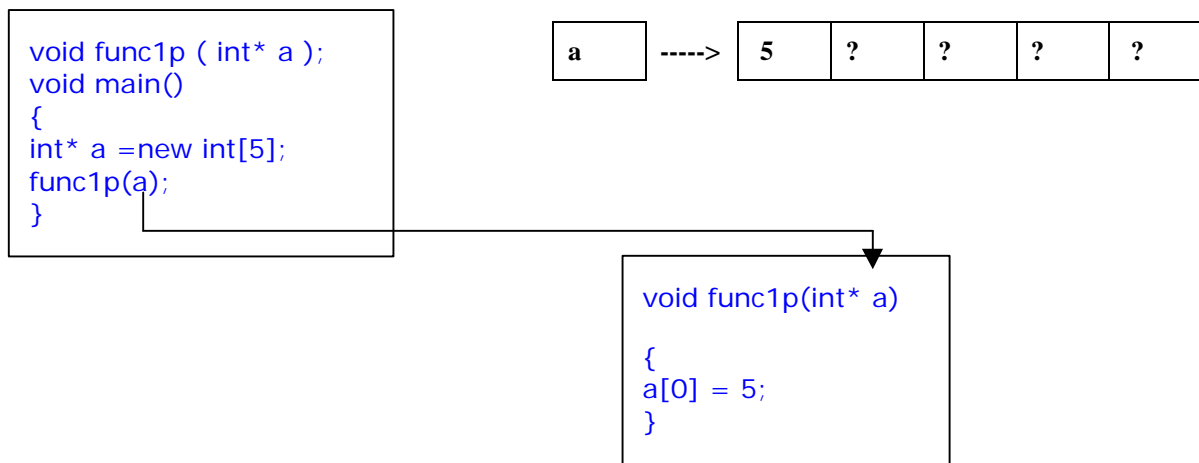 void func1p ( int* a );
void main()
{
int* a =new int[5];
func1p(a);
}
a -----> 5 ? ? ? ?
void func1p(int* a)
{
a[0] = 5;
}